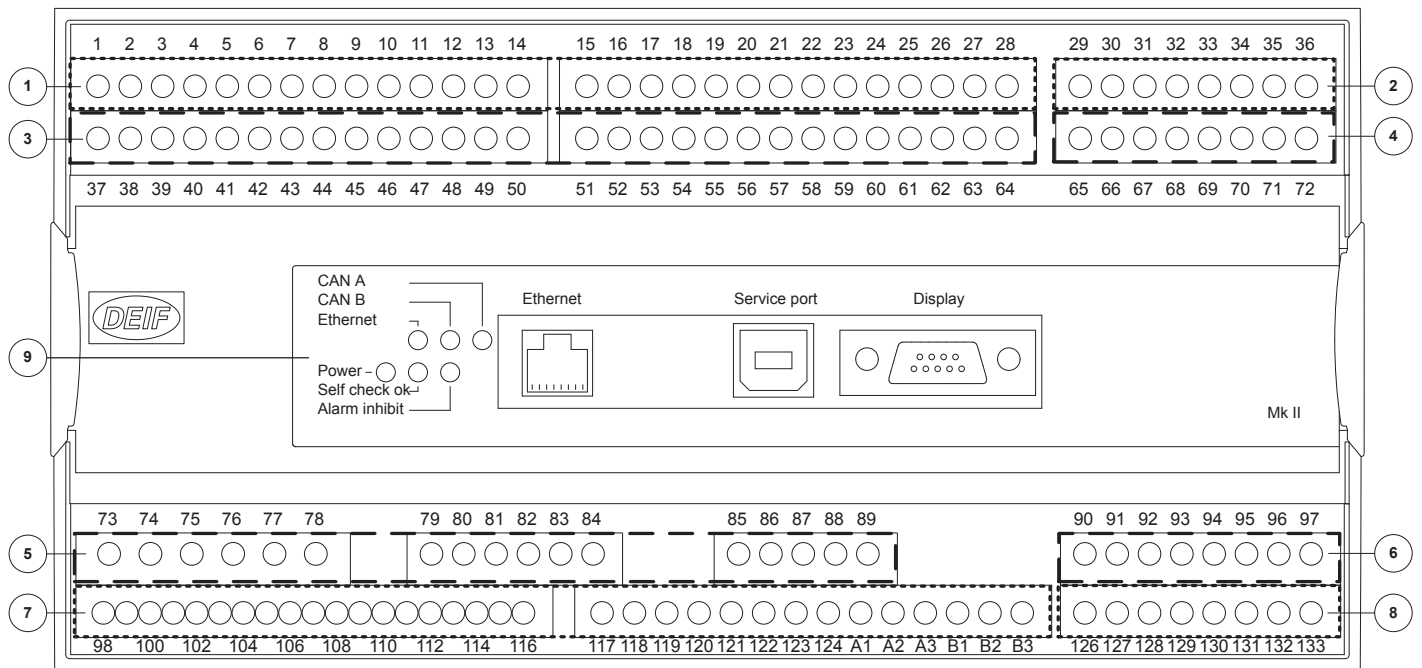 1 2 3 4 5 6 7 8 9 10 11 12 13 14 15 16 17 18 19 20 21 22 23 24 25 26 27 28 29 30 31 32 33 34 35 36
1 2
3 4
37 38 39 40 41 42 43 44 45 46 47 48 49 50 51 52 53 54 55 56 57 58 59 60 61 62 63 64 65 66 67 68 69 70 71 72
CAN A
CAN B Ethernet Service port Display
Ethernet
DEIF
9
Power
Self check ok
Alarm inhibit Mk II
73 74 75 76 77 78 79 80 81 82 83 84 85 86 87 88 89 90 91 92 93 94 95 96 97
5 6
7 8
98 100 102 104 106 108 110 112 114 116 117 118 119 120 121 122 123 124 A1 A2 A3 B1 B2 B3 126 127 128 129 130 131 132 133